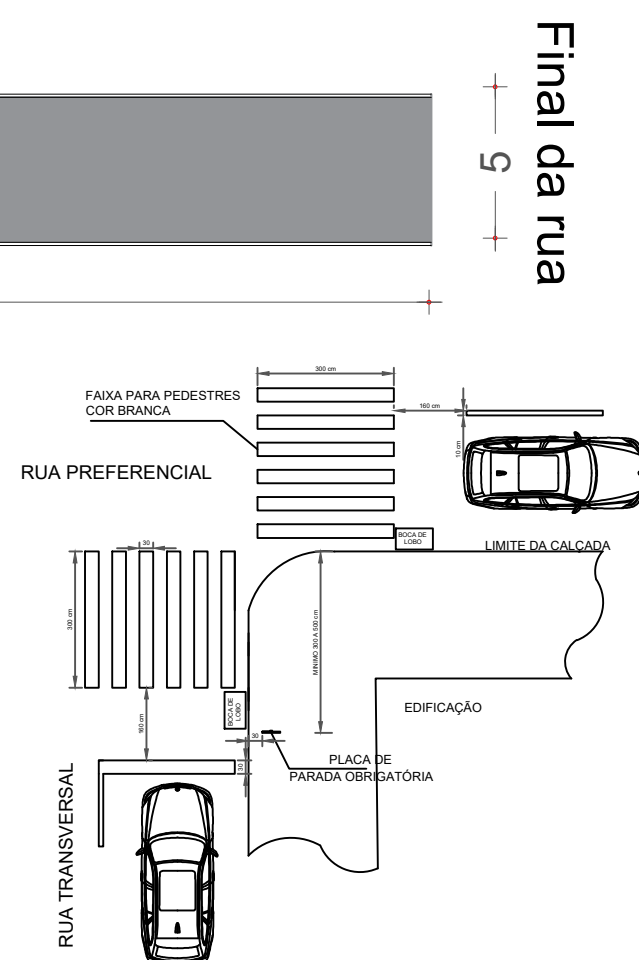 Final da rua
5
300 cm
FAIXA PARA PEDESTRES
COR BRANCA
160 cm
10 cm
RUA PREFERENCIAL
BOCA DE
LOBO
LIMITE DA CALÇADA
30
300 cm
MINIMO 300 A 500 cm
160 cm
BOCA DE
LOBO
EDIFICAÇÃO
30
PLACA DE
PARADA OBRIGATÓRIA
30
RUA TRANSVERSAL